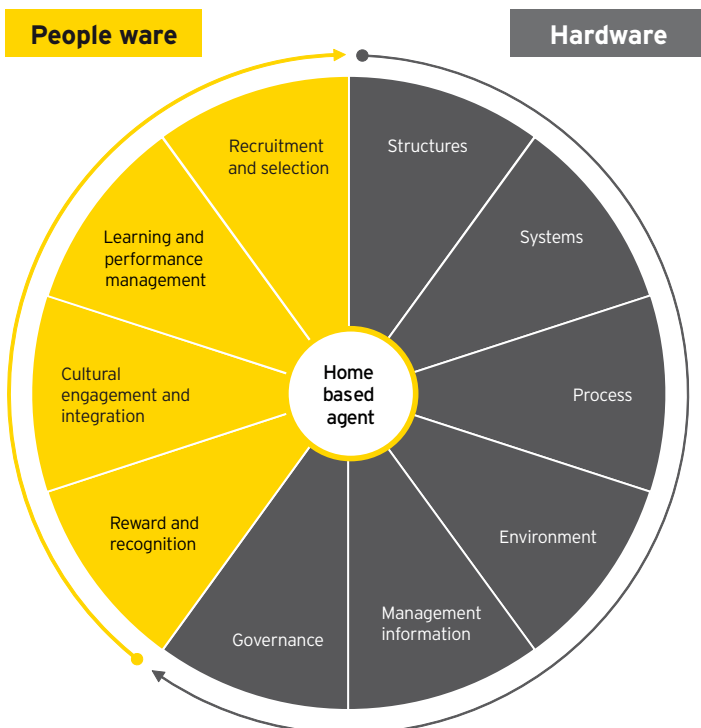 People ware
Hardware
Recruitment
and selection
Structures
Learning and
performance
management
Systems
Cultural
engagement and
integration
Home
based
agent
Process
Reward and
recognition
Environment
Governance
Management
information